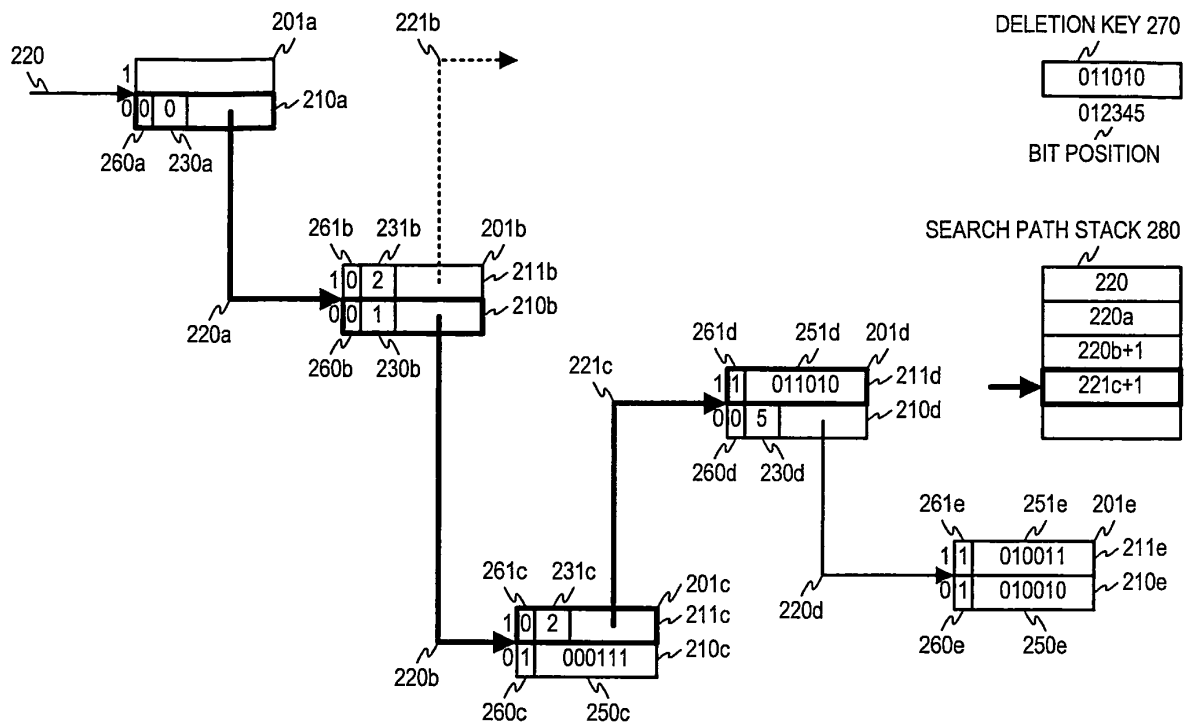 201a
221b
DELETION KEY 270
220
1
011010
0 0 0
210a
012345
260a
230a
BIT POSITION
261b
231b
201b
SEARCH PATH STACK 280
1 0 2
211b
220
0 0 1
210b
220a
220a
260b
230b
220b+1
261d
251d
201d
221c
221c+1
1 1 011010
211d
0 0 5
210d
260d
230d
261e
251e
201e
1 1 010011
211e
261c
231c
201c
0 1 010010
210e
220d
1 0 2
211c
260e
250e
0 1 000111
210c
220b
260c
250c